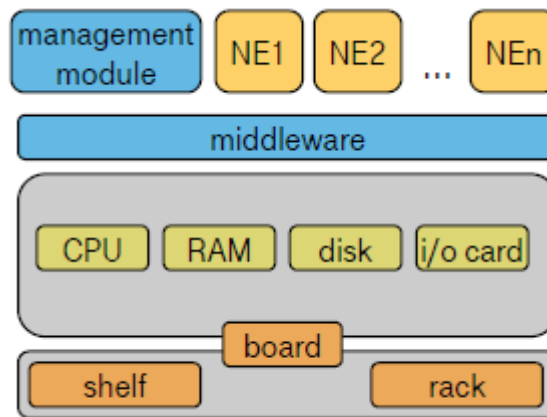 management
module
NE1
NE2
...
NEn
middleware
CPU
RAM
disk
i/o card
board
shelf
rack